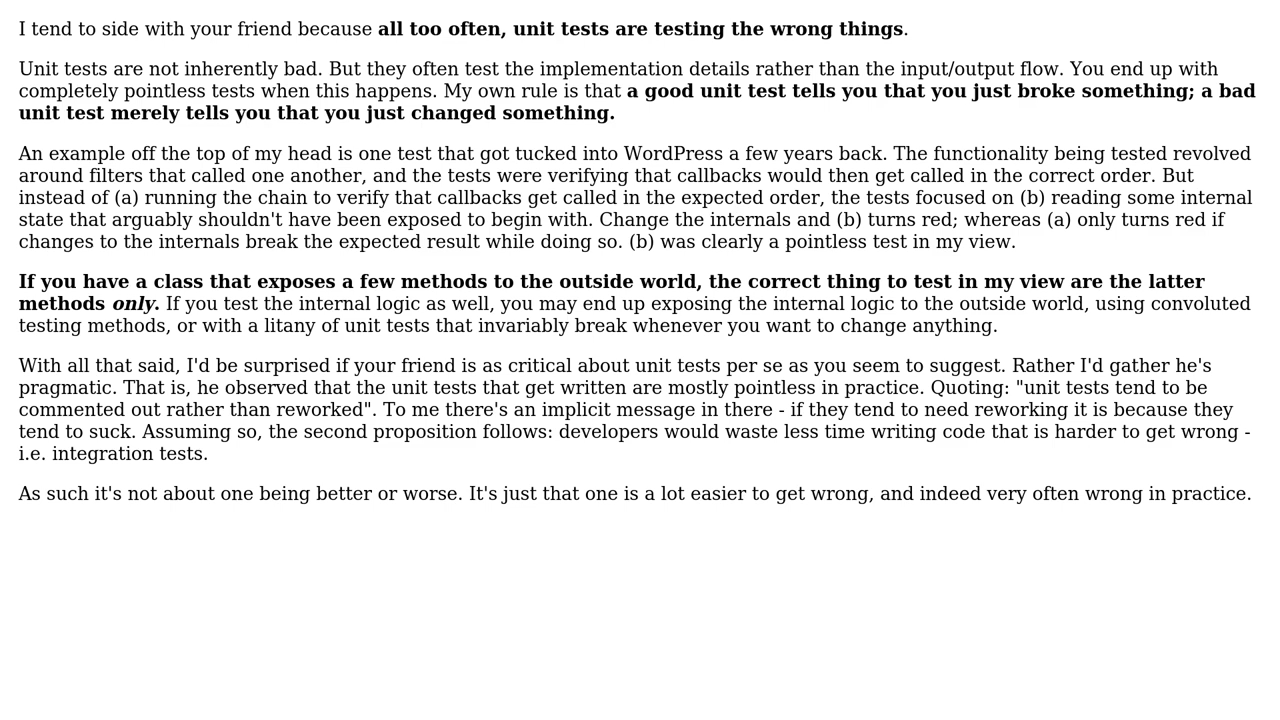 I tend to side with your friend because all too often, unit tests are testing the wrong things.
Unit tests are not inherently bad. But they often test the implementation details rather than the input/output flow. You end up with
completely pointless tests when this happens. My own rule is that a good unit test tells you that you just broke something; a bad
unit test merely tells you that you just changed something.
An example off the top of my head is one test that got tucked into WordPress a few years back. The functionality being tested revolved
around filters that called one another, and the tests were verifying that callbacks would then get called in the correct order. But
instead of (a) running the chain to verify that callbacks get called in the expected order, the tests focused on (b) reading some internal
state that arguably shouldn't have been exposed to begin with. Change the internals and (b) turns red; whereas (a) only turns red if
changes to the internals break the expected result while doing so. (b) was clearly a pointless test in my view.
If you have a class that exposes a few methods to the outside world, the correct thing to test in my view are the latter
methods only. If you test the internal logic as well, you may end up exposing the internal logic to the outside world, using convoluted
testing methods, or with a litany of unit tests that invariably break whenever you want to change anything.
With all that said, I'd be surprised if your friend is as critical about unit tests per se as you seem to suggest. Rather I'd gather he's
pragmatic. That is, he observed that the unit tests that get written are mostly pointless in practice. Quoting: "unit tests tend to be
commented out rather than reworked". To me there's an implicit message in there - if they tend to need reworking it is because they
tend to suck. Assuming so, the second proposition follows: developers would waste less time writing code that is harder to get wrong -
i.e. integration tests.
As such it's not about one being better or worse. It's just that one is a lot easier to get wrong, and indeed very often wrong in practice.